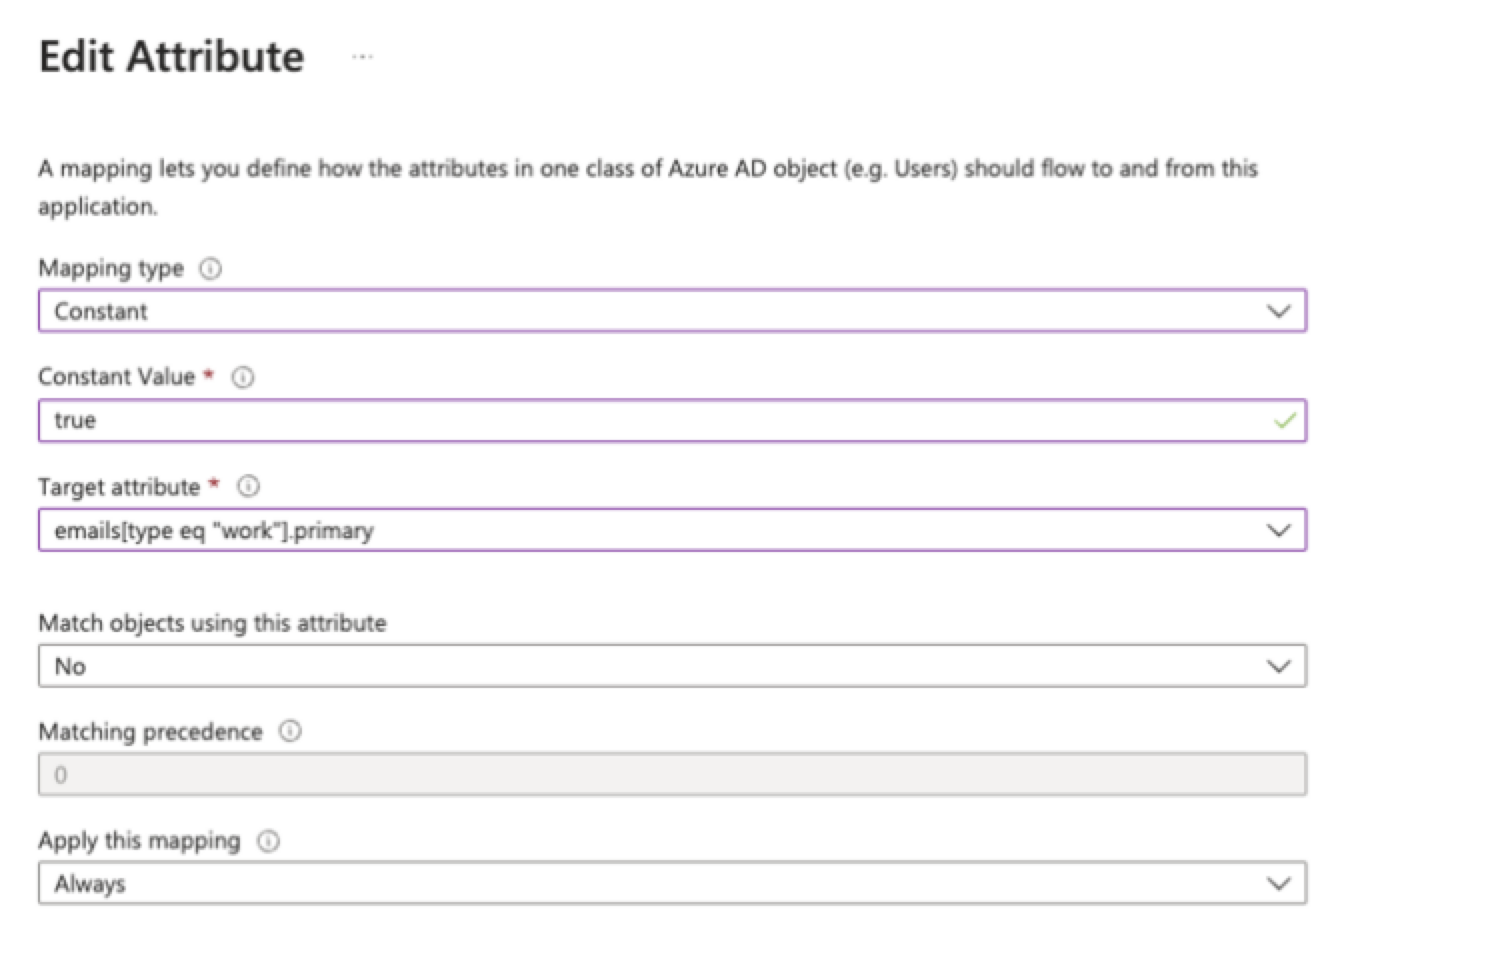 Edit Attribute ...
A mapping lets you define how the attributes in one class of Azure AD object (e.g. Users) should flow to and from this
application.
Mapping type
Constant
Constant Value *
true
Target attribute *
emails[type eq "work"].primary
Match objects using this attribute
No
Matching precedence
0
Apply this mapping
Always